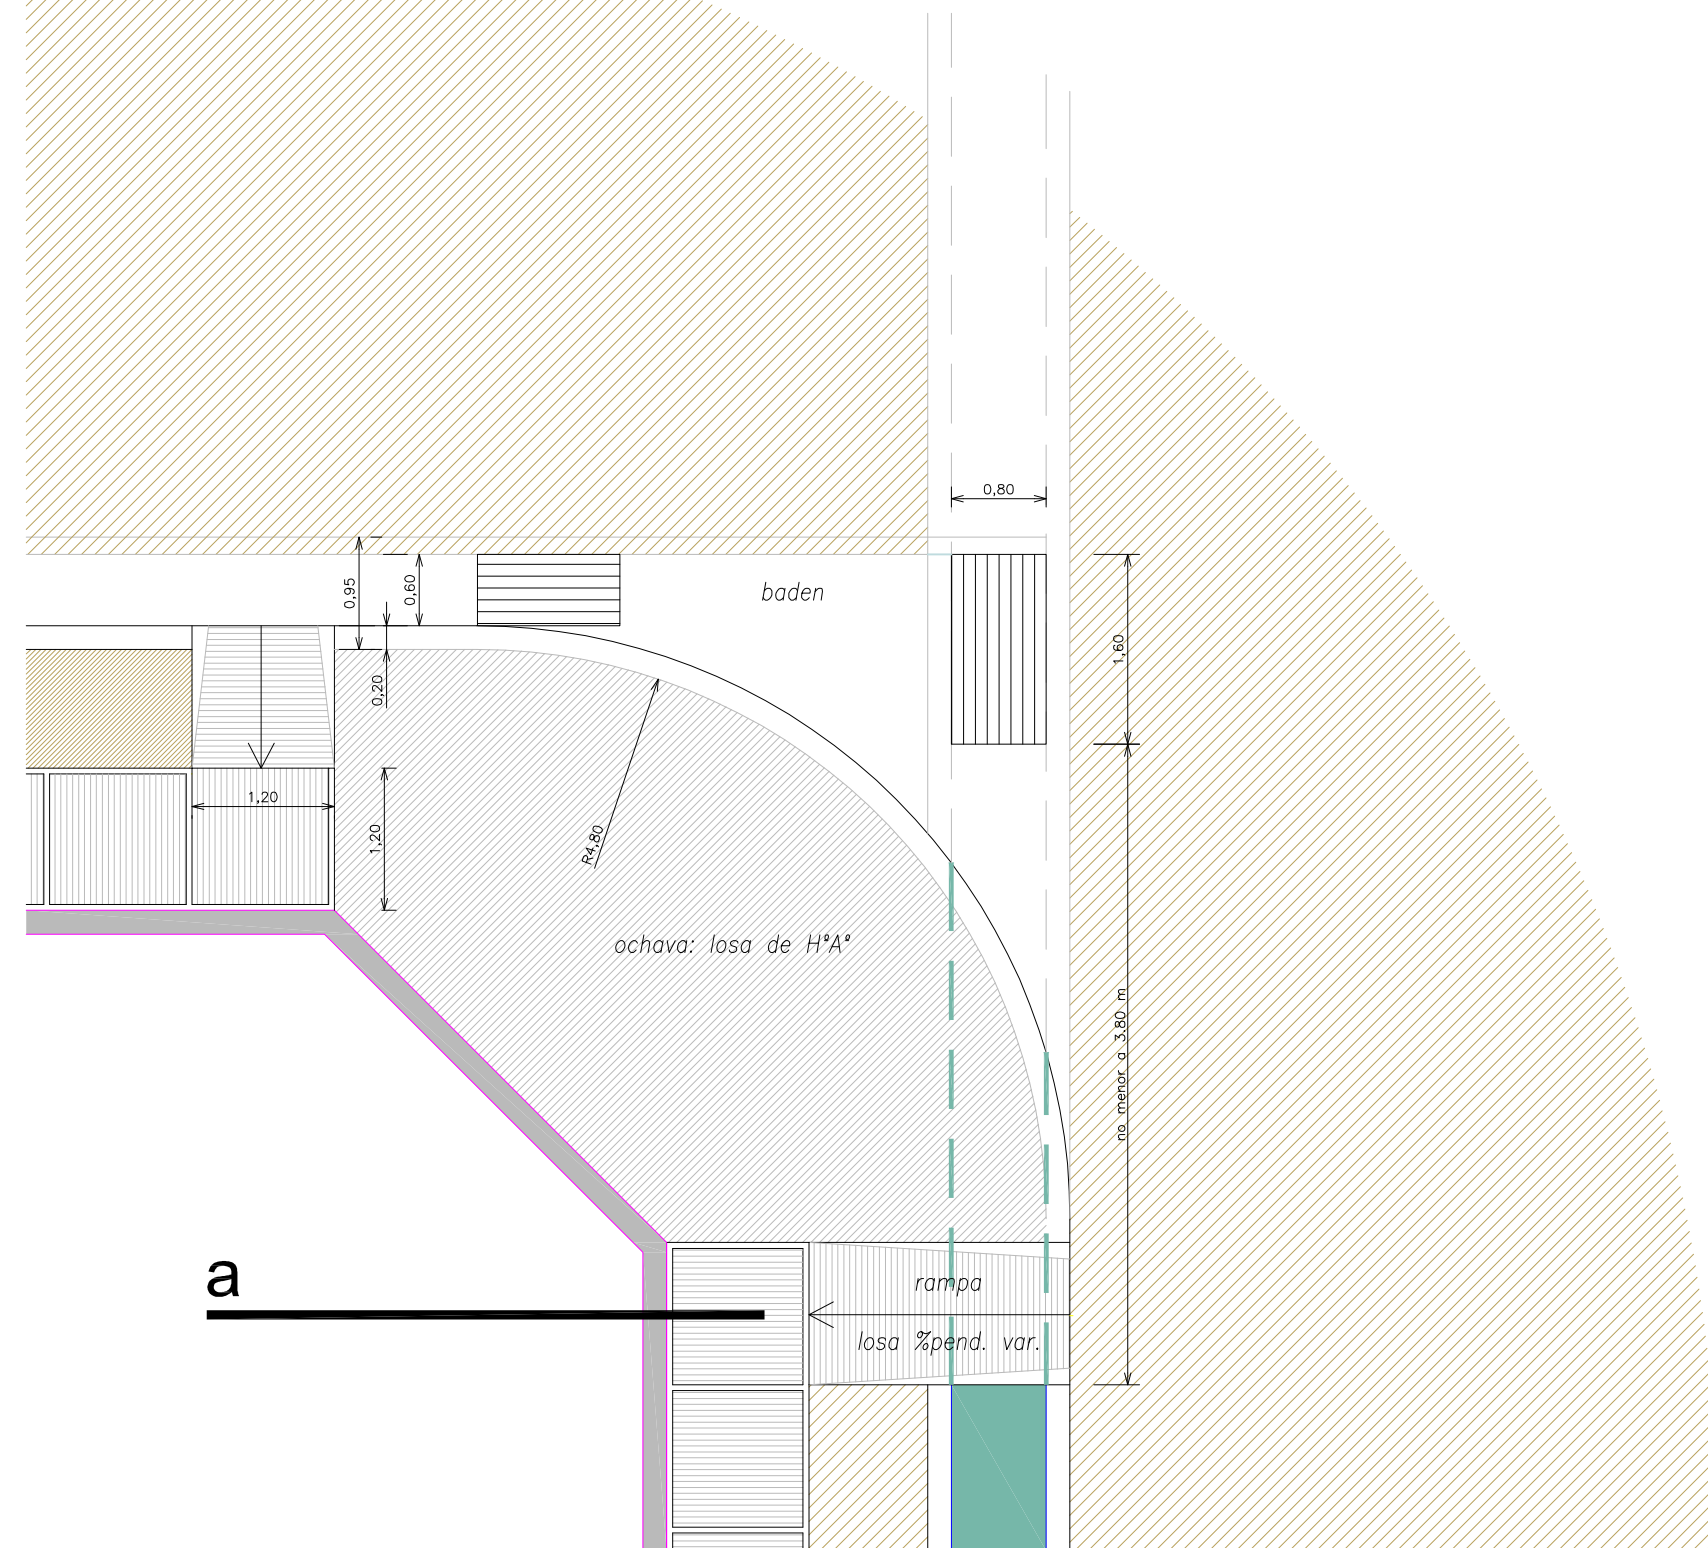 0,80
0,95
0,60
baden
1,60
0,20
1,20
1,20
R4,80
ochava: losa de HºAº
no menor a 3.80 m
a
rampa
losa %pend. var.